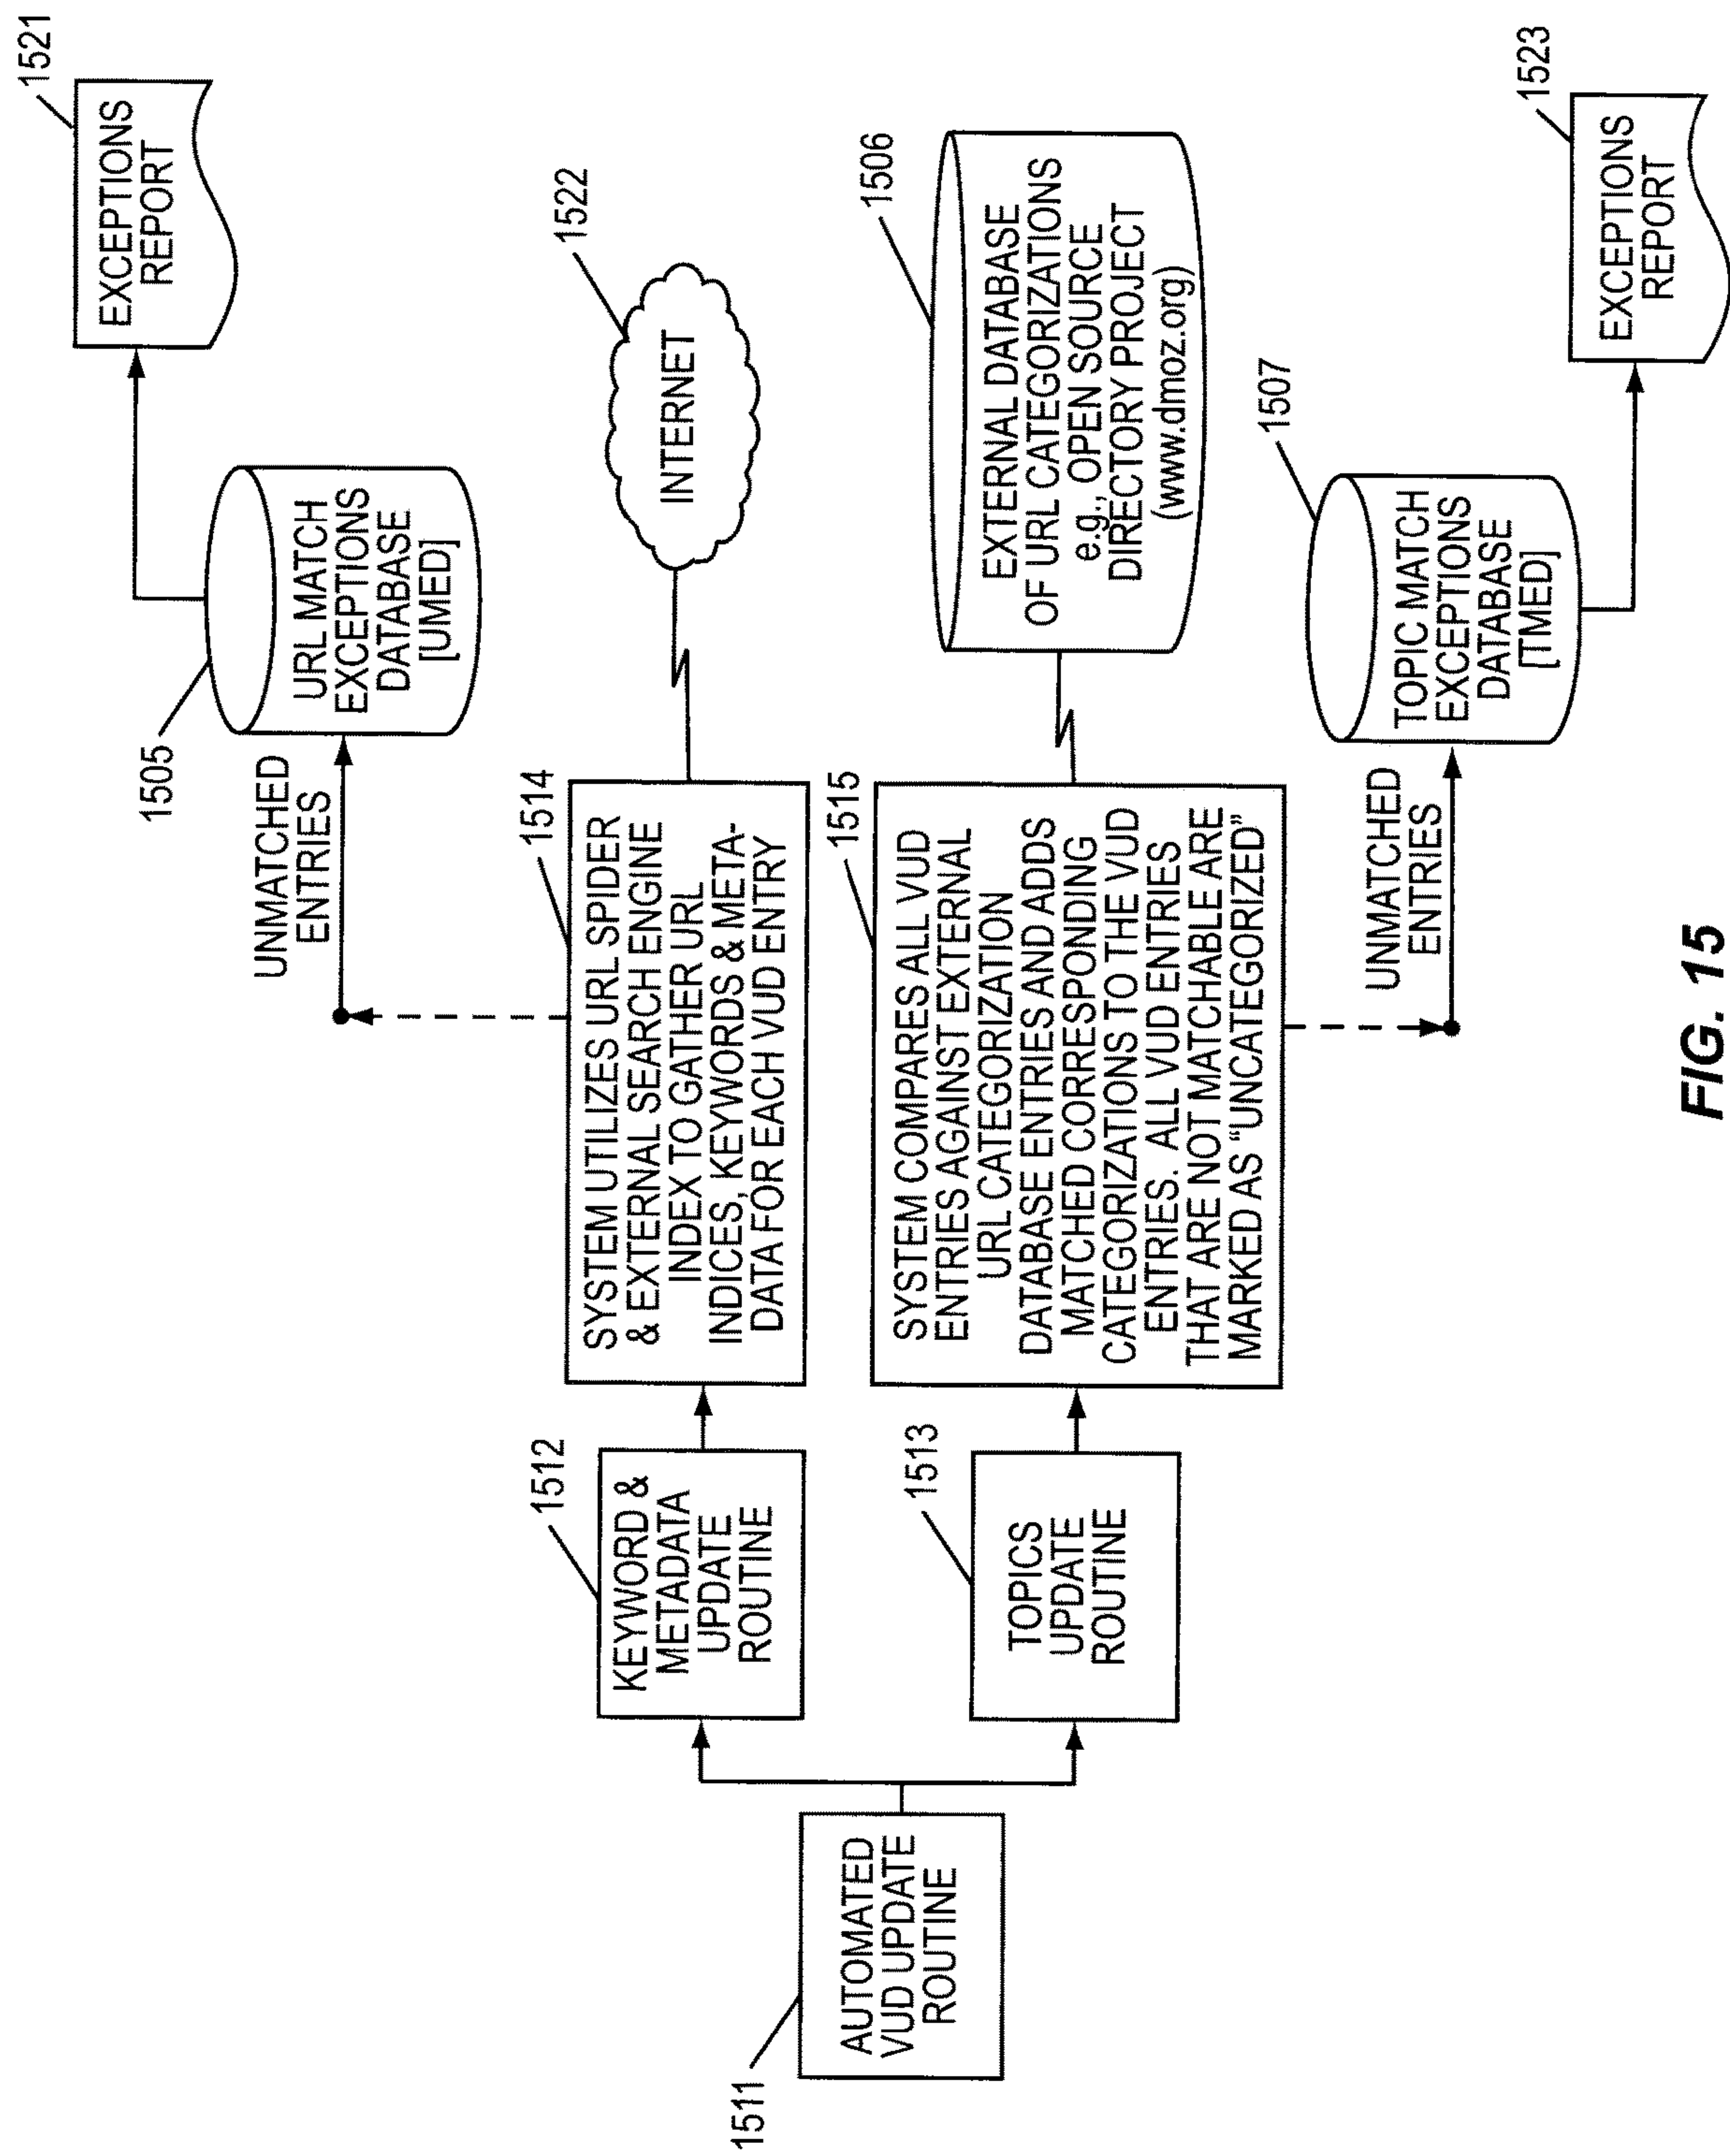 1511
AUTOMATED
VUD UPDATE
ROUTINE
1512
KEYWORD &
METADATA
UPDATE
ROUTINE
1513
TOPICS
UPDATE
ROUTINE
1514
SYSTEM UTILIZES URL SPIDER
& EXTERNAL SEARCH ENGINE
INDEX TO GATHER URL
INDICES, KEYWORDS & META-
DATA FOR EACH VUD ENTRY
1515
SYSTEM COMPARES ALL VUD
ENTRIES AGAINST EXTERNAL
URL CATEGORIZATION
DATABASE ENTRIES AND ADDS
MATCHED CORRESPONDING
CATEGORIZATIONS TO THE VUD
ENTRIES. ALL VUD ENTRIES
THAT ARE NOT MATCHABLE ARE
MARKED AS “UNCATEGORIZED”
UNMATCHED
ENTRIES
1505
URL MATCH
EXCEPTIONS
DATABASE
[UMED]
1521
EXCEPTIONS
REPORT
1522
INTERNET
1506
EXTERNAL DATABASE
OF URL CATEGORIZATIONS
e.g., OPEN SOURCE
DIRECTORY PROJECT
(www.dmoz.org)
UNMATCHED
ENTRIES
1507
TOPIC MATCH
EXCEPTIONS
DATABASE
[TMED]
1523
EXCEPTIONS
REPORT
FIG. 15